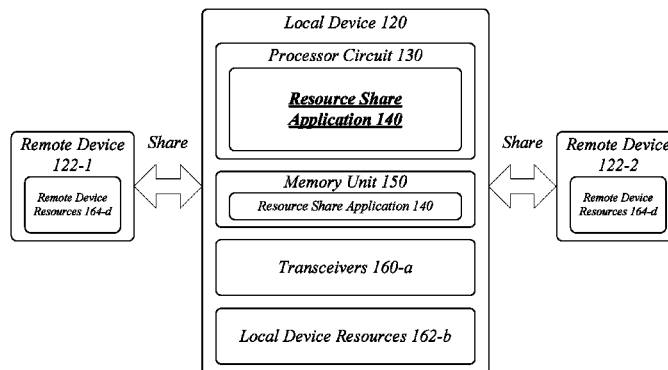 Local Device 120
Processor Circuit 130
Resource Share
Application 140
Remote Device
122-1
Remote Device
Resources 164-d
Share
Memory Unit 150
Resource Share Application 140
Share
Remote Device
122-2
Remote Device
Resources 164-d
Transceivers 160-a
Local Device Resources 162-b